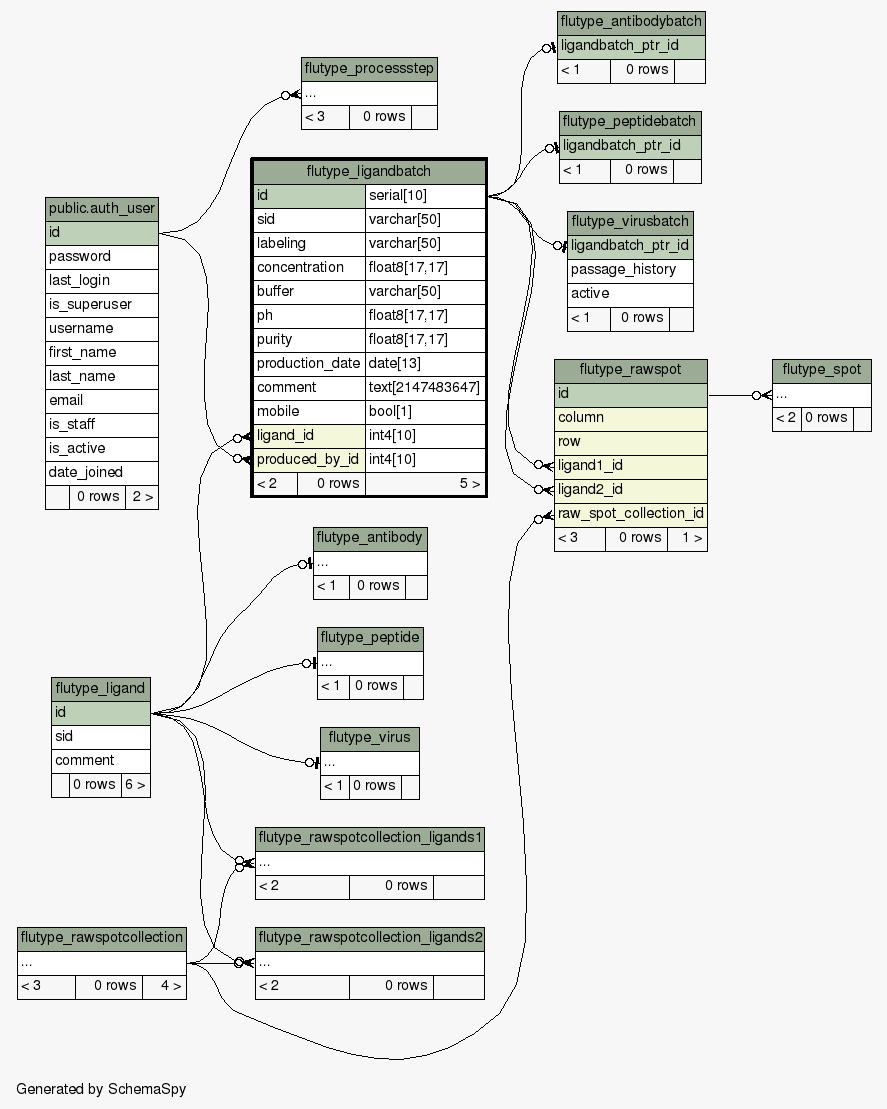 flutype_antibodybatch
ligandbatch_ptr_id
< 1 0 rows
flutype_processstep
...
< 3 0 rows
flutype_peptidebatch
ligandbatch_ptr_id
< 1 0 rows
flutype_ligandbatch
id serial[10]
sid varchar[50]
labeling varchar[50]
concentration float8[17,17]
buffer varchar[50]
ph float8[17,17]
purity float8[17,17]
production_date date[13]
comment text[2147483647]
mobile bool[1]
ligand_id int4[10]
produced_by_id int4[10]
< 2 0 rows 5 >
public.auth_user
id
password
last_login
is_superuser
username
first_name
last_name
email
is_staff
is_active
date_joined
0 rows 2 >
flutype_virusbatch
ligandbatch_ptr_id
passage_history
active
< 1 0 rows
flutype_rawspot
id
column
row
ligand1_id
ligand2_id
raw_spot_collection_id
< 3 0 rows 1 >
flutype_spot
...
< 2 0 rows
flutype_antibody
...
< 1 0 rows
flutype_peptide
...
< 1 0 rows
flutype_ligand
id
sid
comment
0 rows 6 >
flutype_virus
...
< 1 0 rows
flutype_rawspotcollection_ligands1
...
< 2 0 rows
flutype_rawspotcollection
...
< 3 0 rows 4 >
flutype_rawspotcollection_ligands2
...
< 2 0 rows
Generated by SchemaSpy